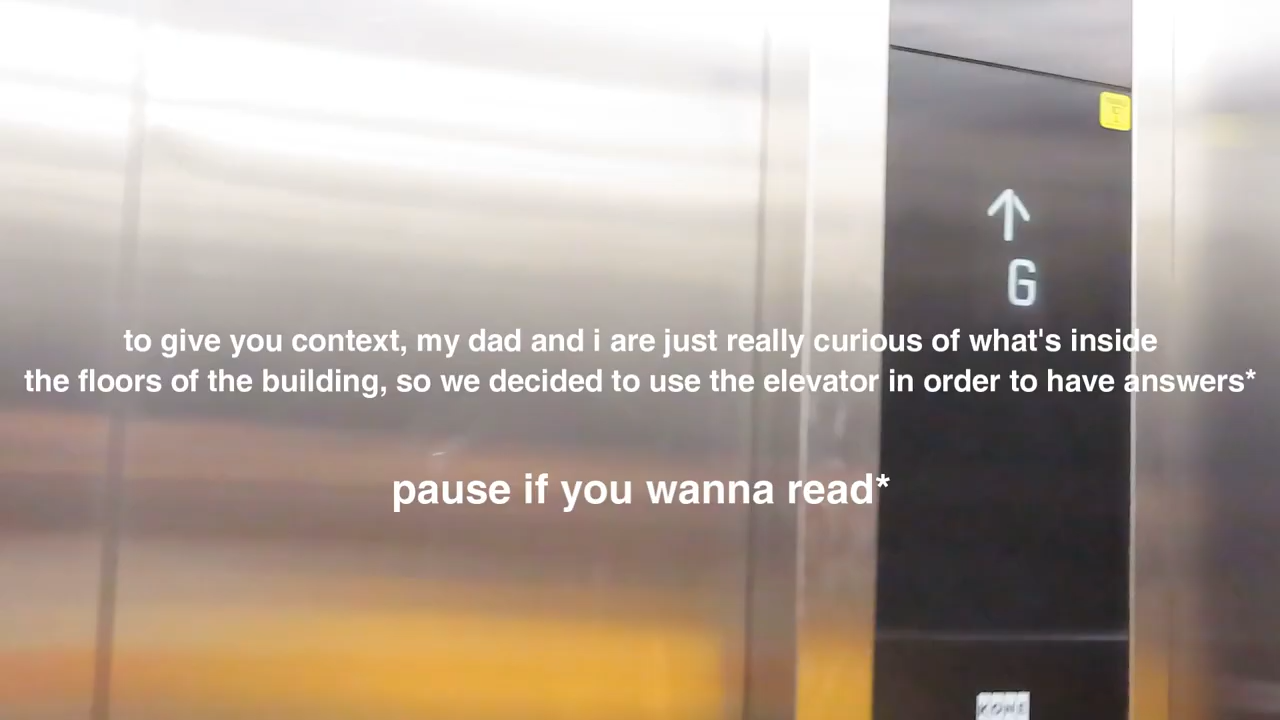 G
to give you context, my dad and i are just really curious of what's inside
the floors of the building, so we decided to use the elevator in order to have answers*
pause if you wanna read*
KONE